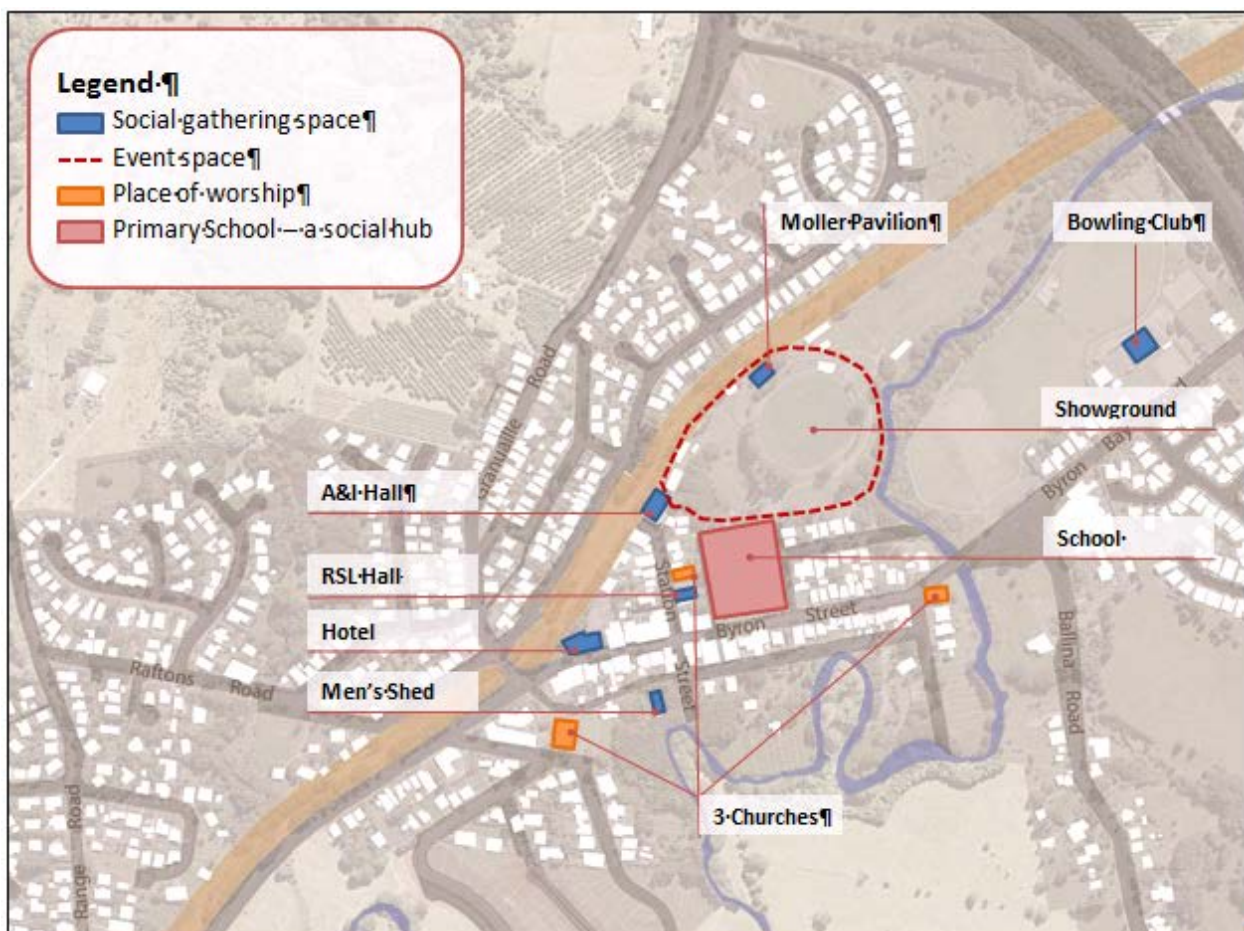 Legend·¶
Social·gathering·space¶
Event·space¶
Place·of·worship¶
Primary·School·–·a·social·hub
Moller·Pavilion¶
Bowling·Club¶
Showground
A&I·Hall¶
School·
RSL·Hall·
Hotel
Men's·Shed
3·Churches¶
Granuaille Road
Byron Bay
Station Street
Byron Street
Raftons Road
Ballina Road
Range Road